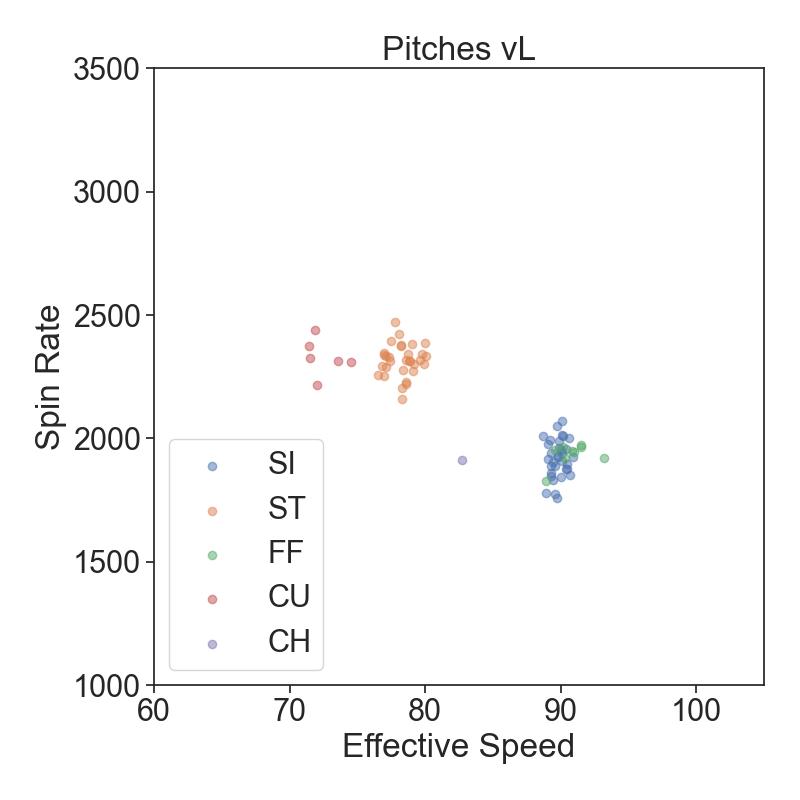 Pitches vL
3500
3000
2500
2000
1500
1000
Spin Rate
SI
ST
FF
CU
CH
60 70 80 90 100
Effective Speed